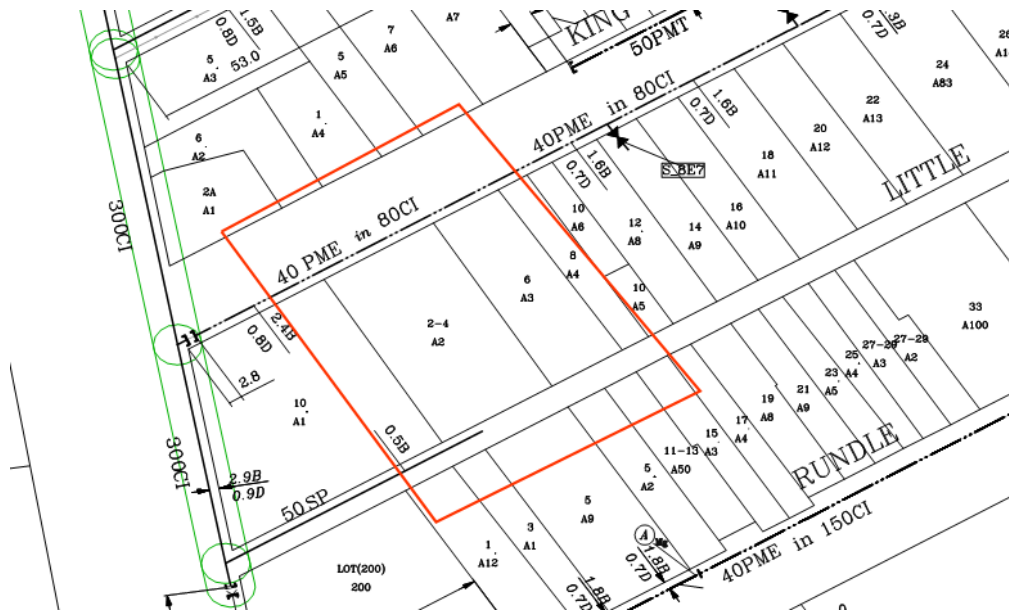 A7
7
A6
5
A5
1.5B
0.8D
5
A3
53.0
KING
50PMT
1.3B
0.7D
24
A83
22
A13
20
A12
40PME in 80CI
1.6B
0.7D
1
A4
6
A2
2A
A1
S_8E7
18
A11
LITTLE
1.6B
0.7D
16
A10
14
A9
12
A8
10
A6
300CI
40 PME in 80CI
8
A4
6
A3
10
A5
33
A100
2-4
A2
2.4B
0.8D
27-29
A2
27-29
A3
25
A4
23
A5
21
A9
19
A8
17
A4
15
A3
2.8
10
A1
0.5B
11-13
A50
RUNDLE
300CI
2.9B
0.9D
50SP
5
A2
5
A9
3
A1
1
A12
A
40PME in 150CI
1.8B
0.7D
1.8B
0.7D
LOT(200)
200